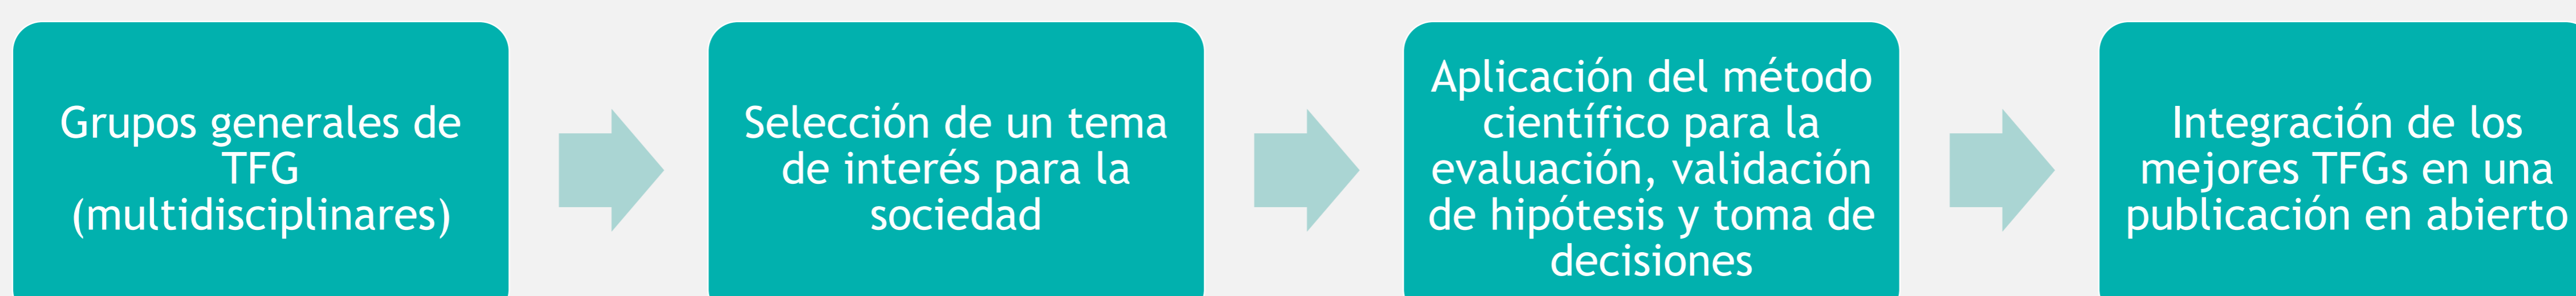 Grupos generales de
TFG
(multidisciplinares)
Selección de un tema
de interés para la
sociedad
Aplicación del método
científico para la
evaluación, validación
de hipótesis y toma de
decisiones
Integración de los
mejores TFGs en una
publicación en abierto